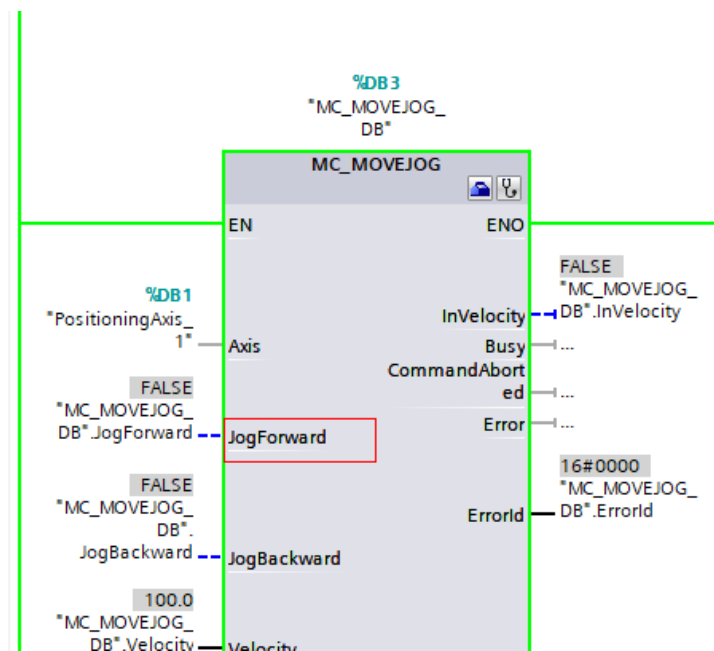 %DB3
"MC_MOVEJOG_
DB"
MC_MOVEJOG
EN
ENO
%DB1
"PositioningAxis_
1"
Axis
FALSE
"MC_MOVEJOG_
DB".JogForward
JogForward
FALSE
"MC_MOVEJOG_
DB".
JogBackward
JogBackward
100.0
"MC_MOVEJOG_
DB".Velocity
Velocity
InVelocity
FALSE
"MC_MOVEJOG_
DB".InVelocity
Busy
...
CommandAbort
ed
...
Error
...
ErrorId
16#0000
"MC_MOVEJOG_
DB".ErrorId